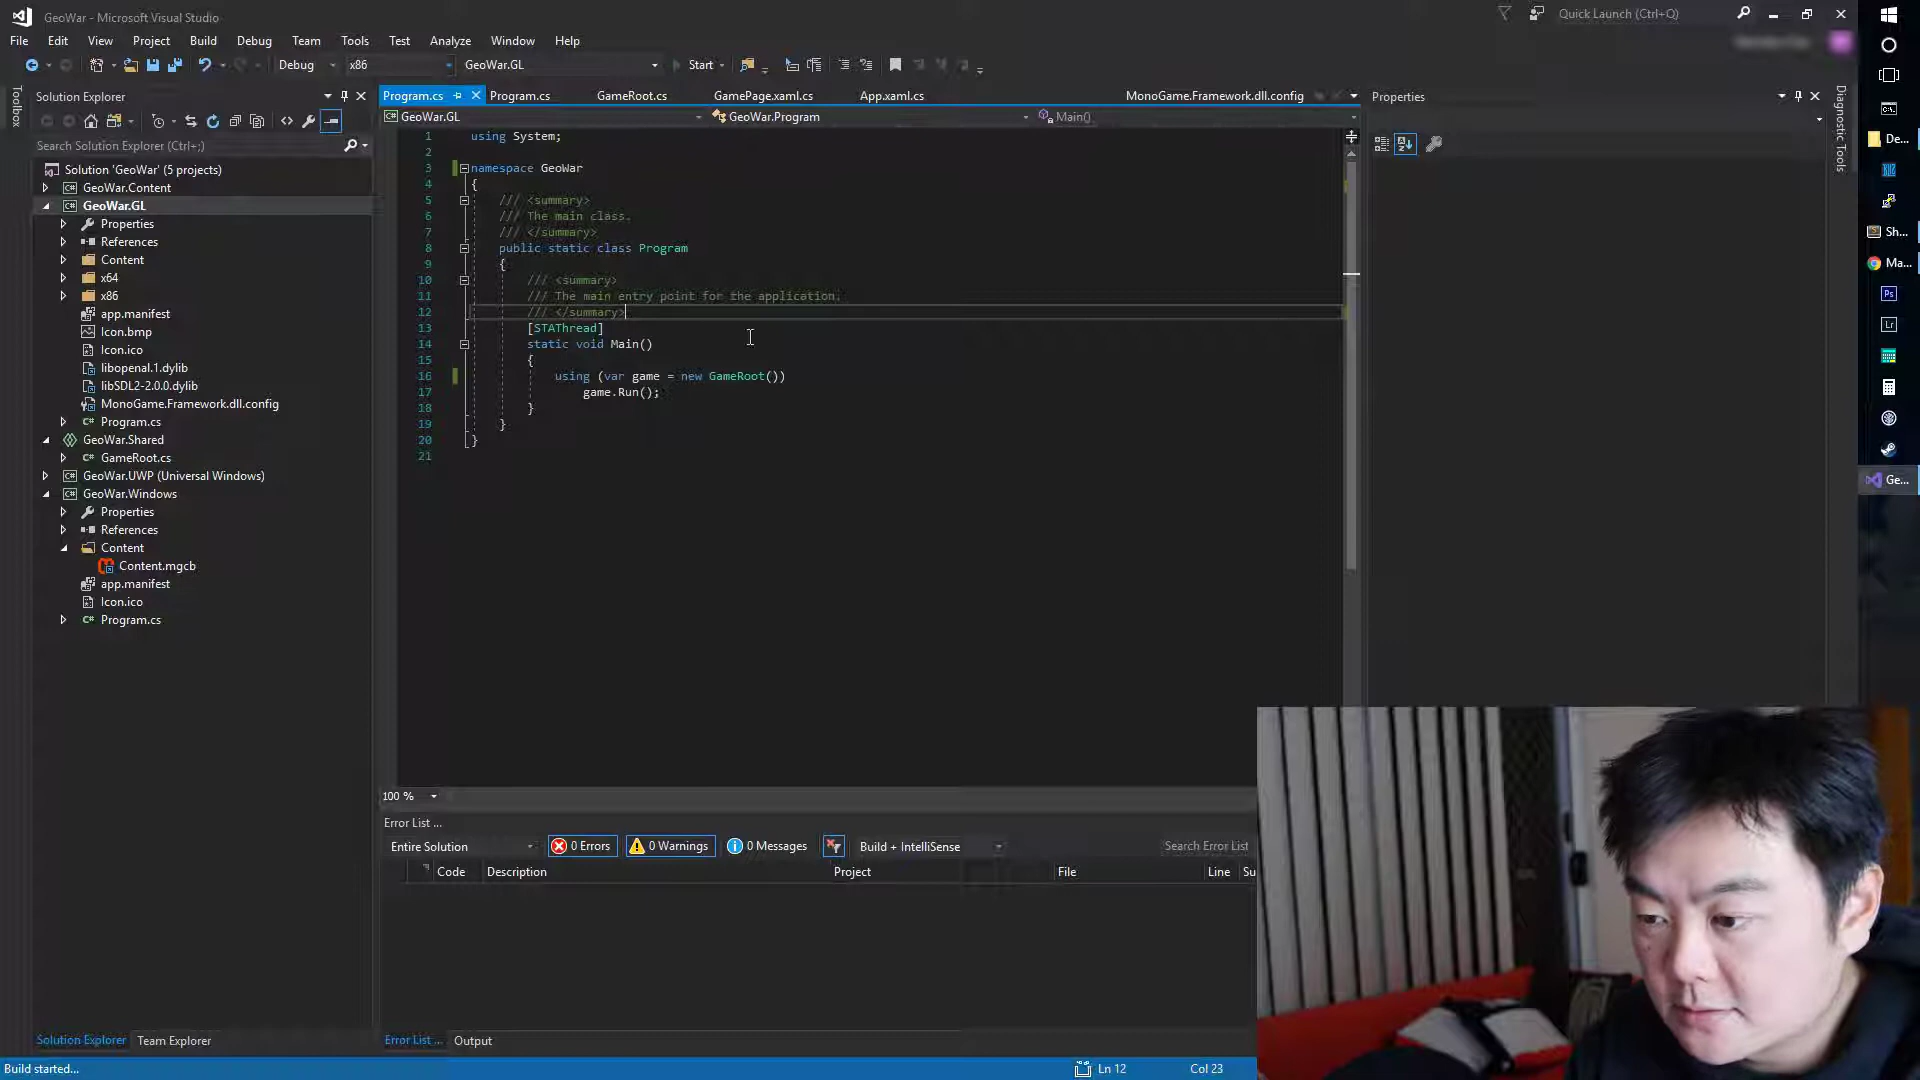 GeoWar - Microsoft Visual Studio
Quick Launch (Ctrl+Q)
File Edit View Project Build Debug Team Tools Test Analyze Window Help
Debug x86 GeoWar.GL Start
Toolbox
Solution Explorer
Search Solution Explorer (Ctrl+;)
Solution 'GeoWar' (5 projects)
GeoWar.Content
GeoWar.GL
Properties
References
Content
x64
x86
app.manifest
Icon.bmp
Icon.ico
libopenal.1.dylib
libSDL2-2.0.0.dylib
MonoGame.Framework.dll.config
Program.cs
GeoWar.Shared
GameRoot.cs
GeoWar.UWP (Universal Windows)
GeoWar.Windows
Properties
References
Content
Content.mgcb
app.manifest
Icon.ico
Program.cs
Solution Explorer Team Explorer
Program.cs Program.cs GameRoot.cs GamePage.xaml.cs App.xaml.cs MonoGame.Framework.dll.config
GeoWar.GL GeoWar.Program Main()
1 using System;
2
3 namespace GeoWar
4 {
5 /// <summary>
6 /// The main class.
7 /// </summary>
8 public static class Program
9 {
10 /// <summary>
11 /// The main entry point for the application.
12 /// </summary>
13 [STAThread]
14 static void Main()
15 {
16 using (var game = new GameRoot())
17 game.Run();
18 }
19 }
20 }
21
100 %
Error List ...
Entire Solution 0 Errors 0 Warnings 0 Messages Build + IntelliSense Search Error List
Code Description Project File Line Su
Error List ... Output
Properties
Diagnostic Tools
De...
Sh...
Ma...
Ps
Lr
Ge...
Build started... Ln 12 Col 23